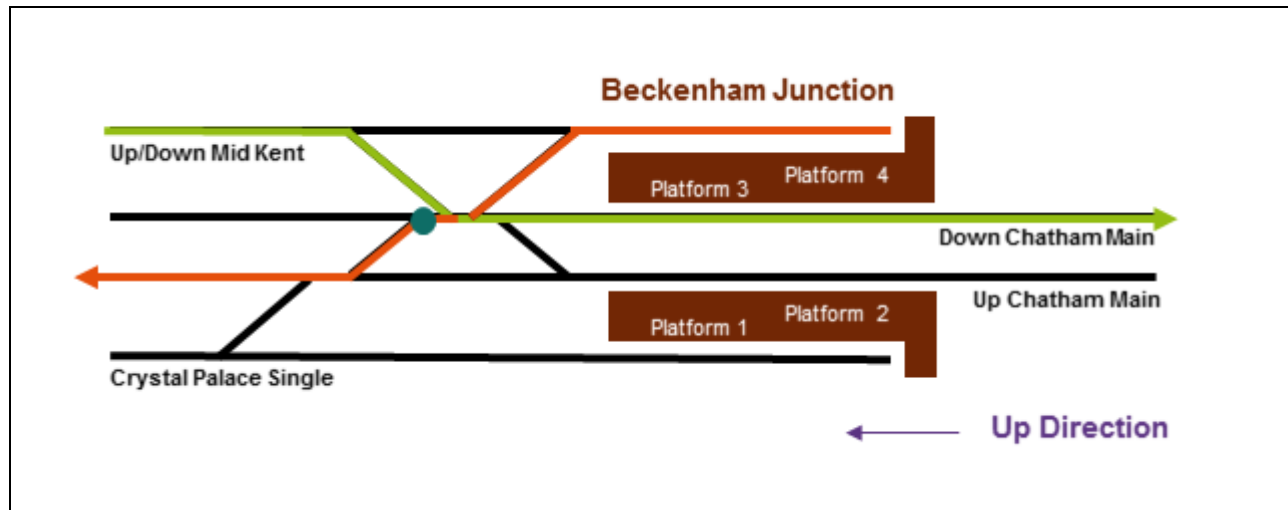 Beckenham Junction
Up/Down Mid Kent
Platform 3
Platform 4
Down Chatham Main
Up Chatham Main
Platform 1
Platform 2
Crystal Palace Single
Up Direction